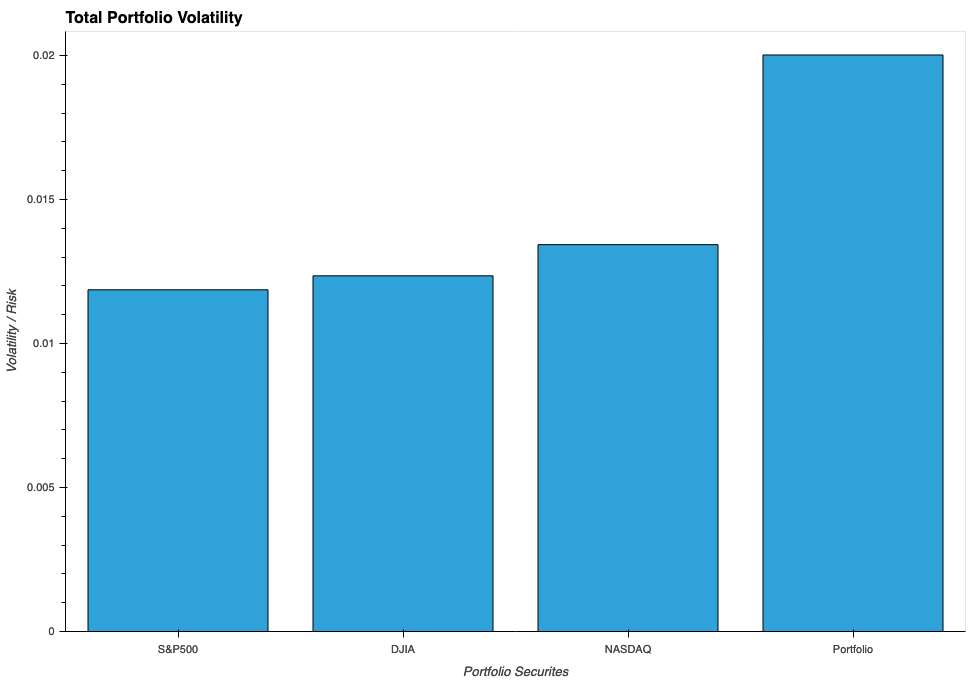 Total Portfolio Volatility
Volatility / Risk
0.02
0.015
0.01
0.005
0
S&P500
DJIA
NASDAQ
Portfolio
Portfolio Securites